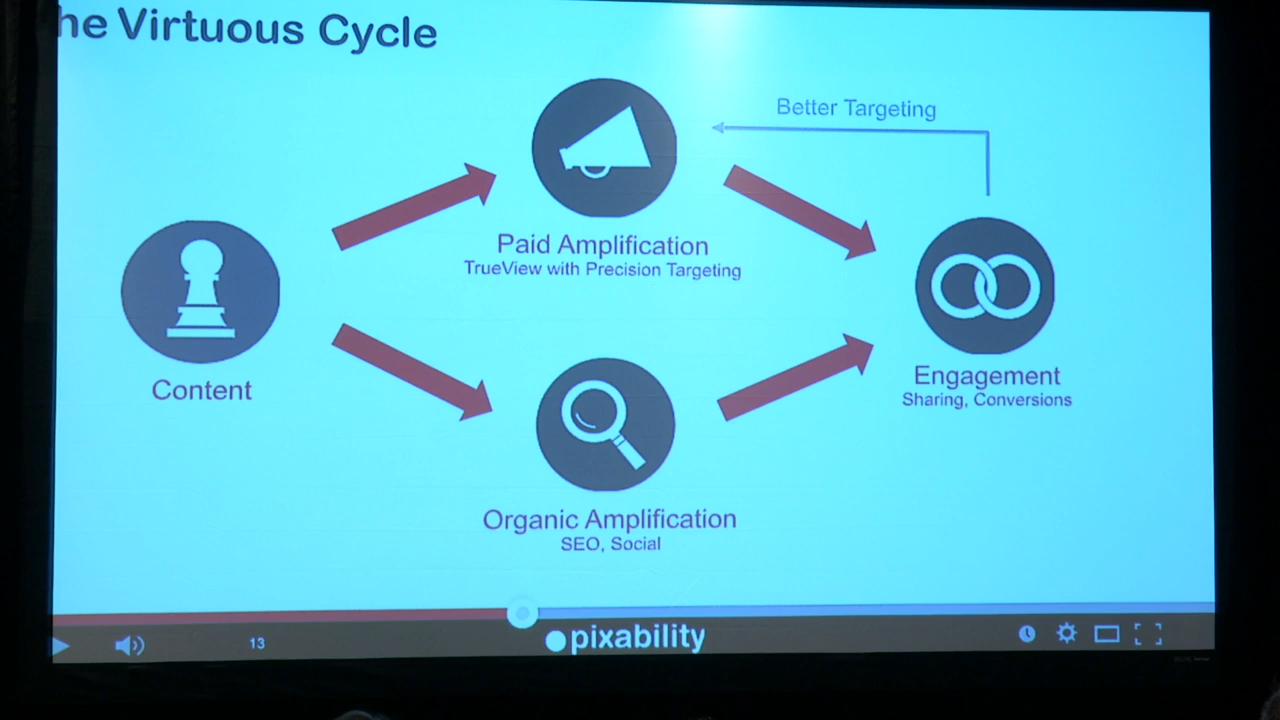 he Virtuous Cycle
Better Targeting
Paid Amplification
TrueView with Precision Targeting
Content
Engagement
Sharing, Conversions
Organic Amplification
SEO, Social
13
pixability